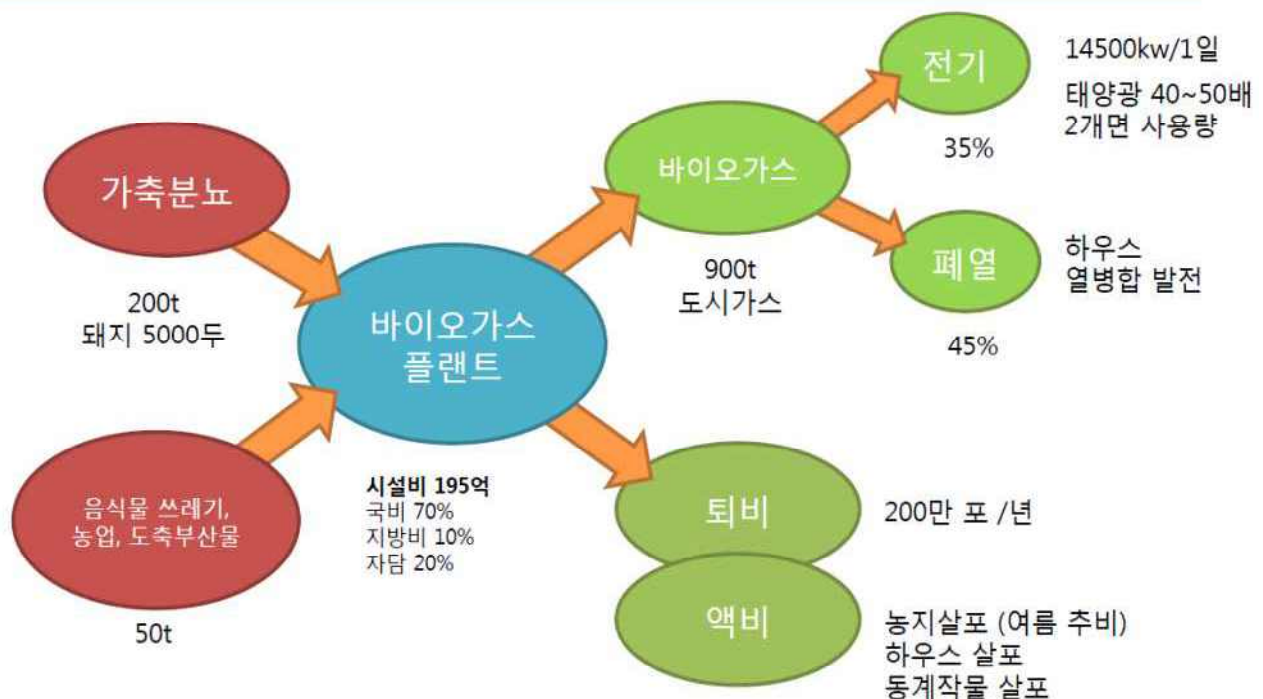 가축분뇨
200t
돼지 5000두
음식물 쓰레기,
농업, 도축부산물
50t
바이오가스
플랜트
시설비 195억
국비 70%
지방비 10%
자담 20%
바이오가스
900t
도시가스
전기
35%
14500kw/1일
태양광 40~50배
2개면 사용량
폐열
45%
하우스
열병합 발전
퇴비
200만 포 /년
액비
농지살포 (여름 추비)
하우스 살포
동계작물 살포